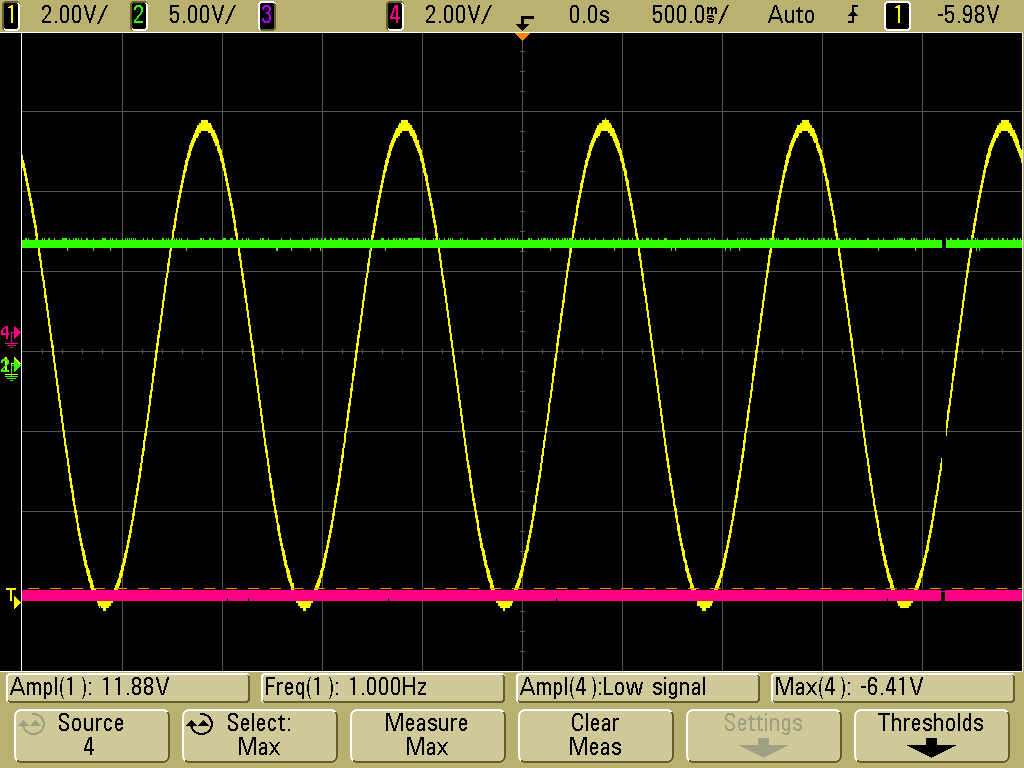 1 2.00V/ 2 5.00V/ 3 4 2.00V/ 0.0s 500.0ms/ Auto 1 -5.98V
4
2
T
Ampl(1): 11.88V Freq(1): 1.000Hz Ampl(4):Low signal Max(4): -6.41V
Source Select: Measure Clear Settings Thresholds
4 Max Max Meas